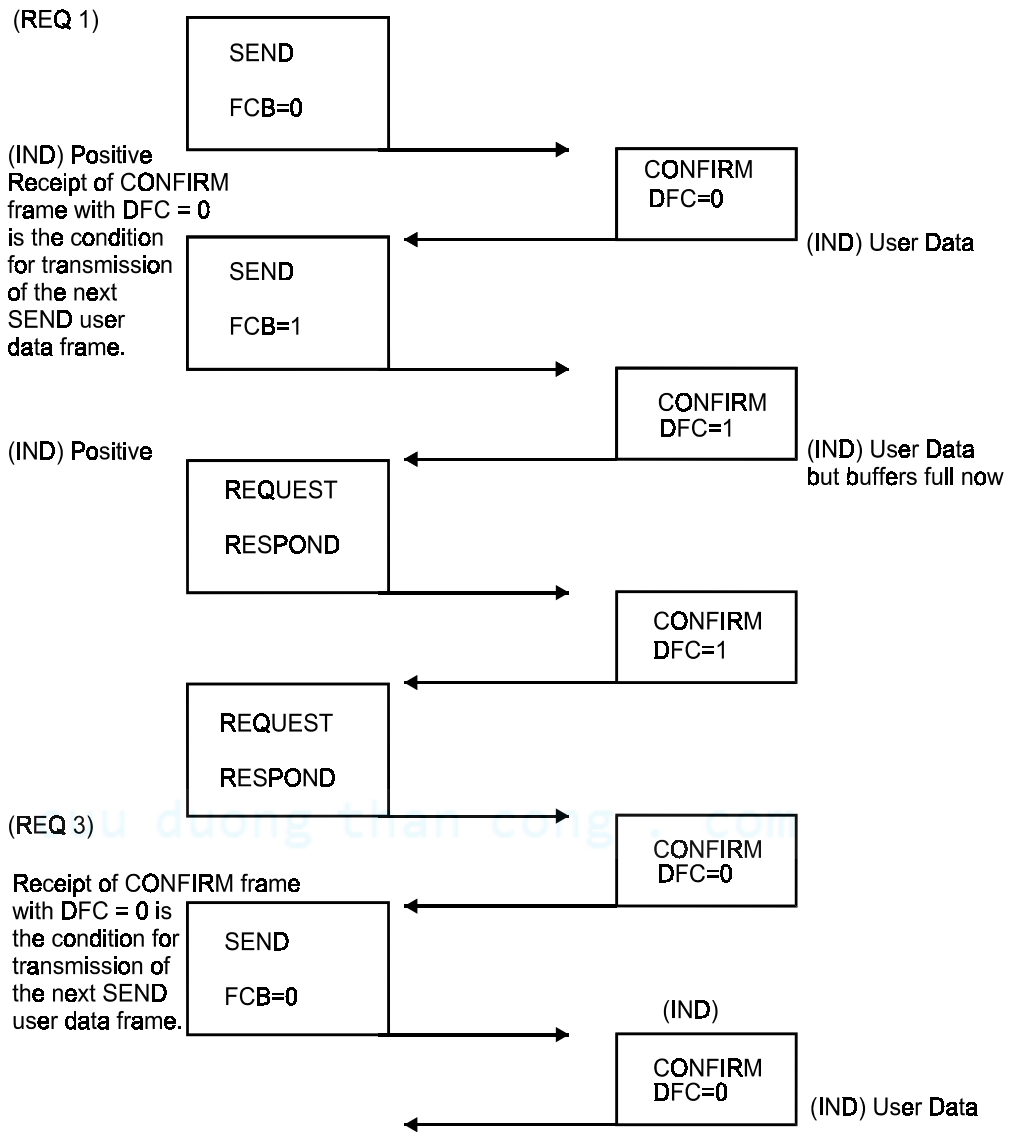 (REQ 1)
SEND
FCB=0
(IND) Positive
Receipt of CONFIRM
frame with DFC = 0
is the condition
for transmission
of the next
SEND user
data frame.
CONFIRM
DFC=0
(IND) User Data
SEND
FCB=1
CONFIRM
DFC=1
(IND) User Data
but buffers full now
(IND) Positive
REQUEST
RESPOND
CONFIRM
DFC=1
REQUEST
RESPOND
cuu duong than cong . com
(REQ 3)
CONFIRM
DFC=0
Receipt of CONFIRM frame
with DFC = 0 is
the condition for
transmission of
the next SEND
user data frame.
SEND
FCB=0
(IND)
CONFIRM
DFC=0
(IND) User Data